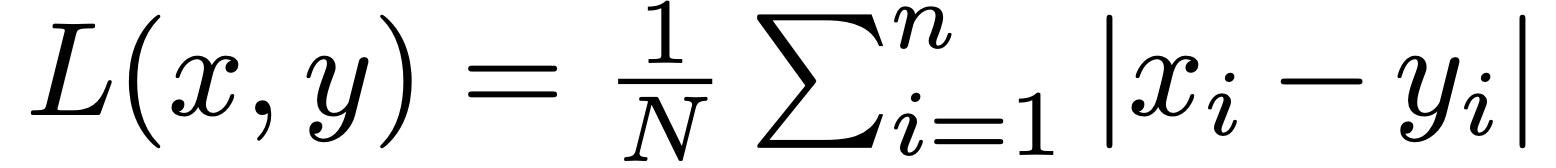 L(x, y) = \frac{1}{N} \sum_{i=1}^{n} |x_i - y_i|